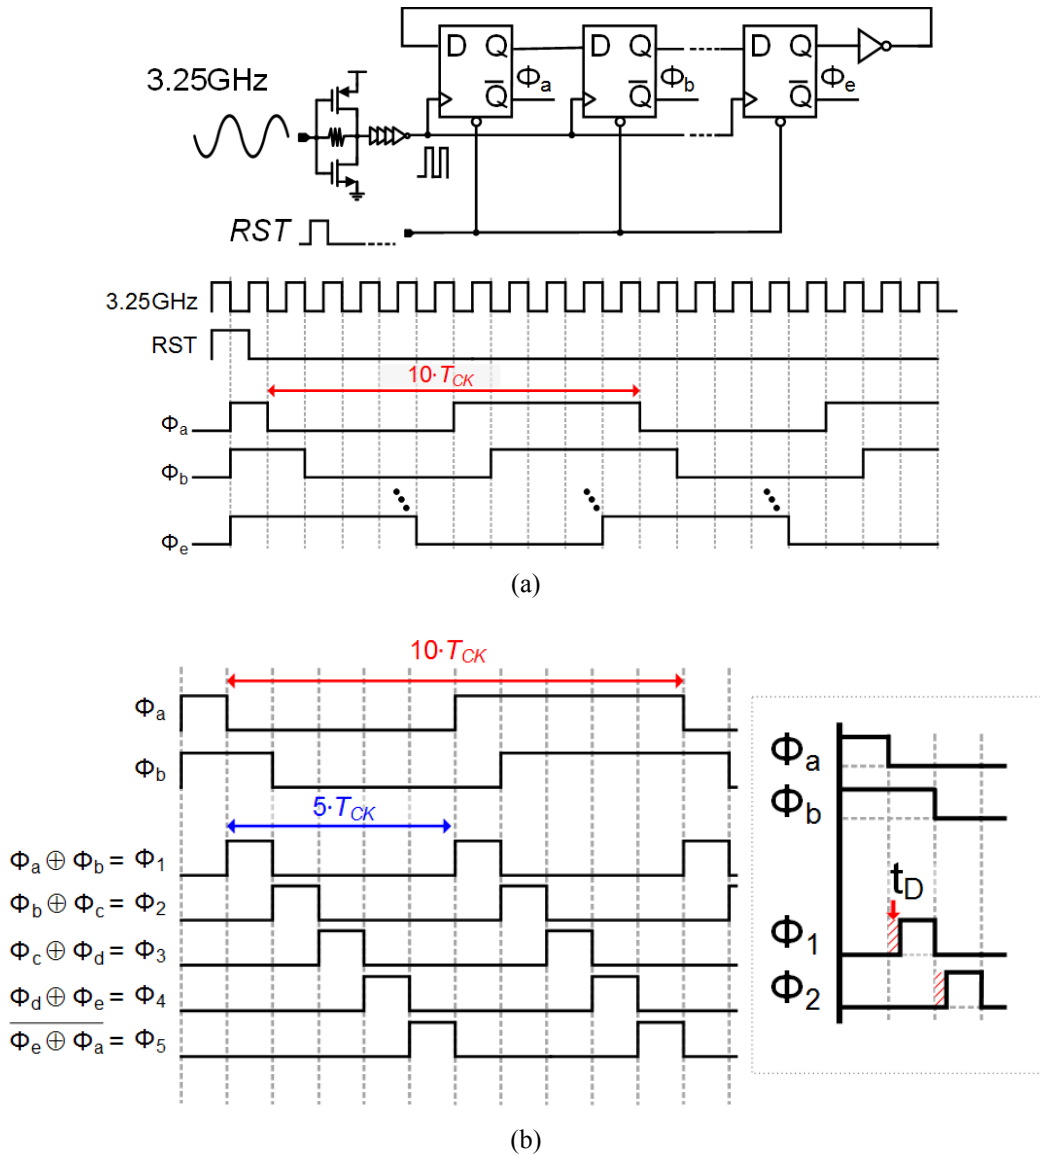 3.25GHz
D Q D Q D Q
Q̅ Φa Q̅ Φb Q̅ Φe
RST
3.25GHz
RST
10·TCK
Φa
Φb
Φe
(a)
10·TCK
Φa
Φb
5·TCK
Φa ⊕ Φb = Φ1
Φb ⊕ Φc = Φ2
Φc ⊕ Φd = Φ3
Φd ⊕ Φe = Φ4
Φ̅e̅ ̅⊕̅ ̅Φ̅a̅ = Φ5
Φa
Φb
tD
Φ1
Φ2
(b)